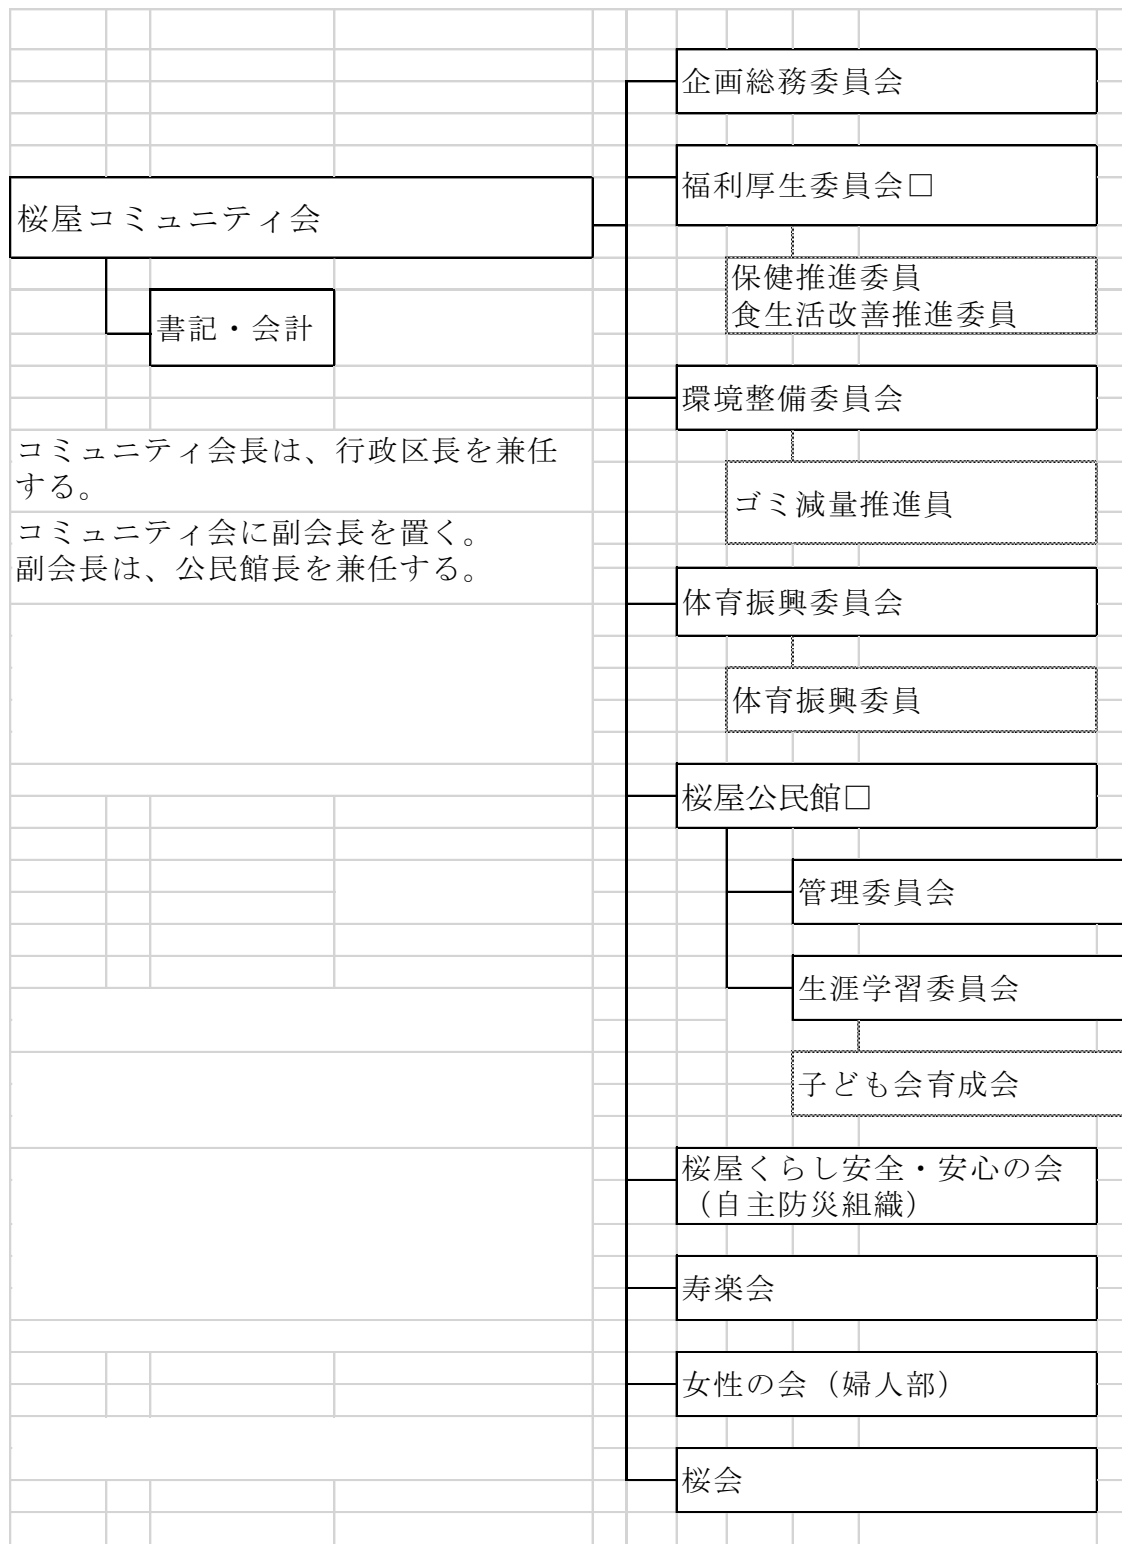 桜屋コミュニティ会
書記・会計
コミュニティ会長は、行政区長を兼任
する。
コミュニティ会に副会長を置く。
副会長は、公民館長を兼任する。
企画総務委員会
福利厚生委員会□
保健推進委員
食生活改善推進委員
環境整備委員会
ゴミ減量推進員
体育振興委員会
体育振興委員
桜屋公民館□
管理委員会
生涯学習委員会
子ども会育成会
桜屋くらし安全・安心の会
（自主防災組織）
寿楽会
女性の会（婦人部）
桜会